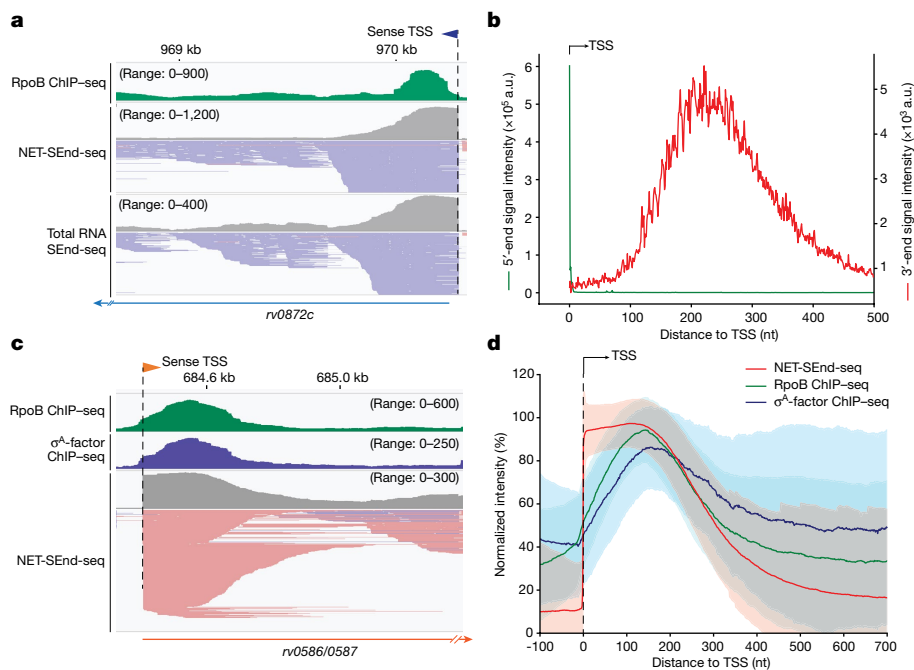 a
Sense TSS
969 kb
970 kb
RpoB ChIP–seq
(Range: 0–900)
(Range: 0–1,200)
NET-SEnd-seq
(Range: 0–400)
Total RNA
SEnd-seq
rv0872c
b
TSS
5′-end signal intensity (×10⁵ a.u.)
6
5
4
3
2
1
0
5
4
3
2
1
3′-end signal intensity (×10³ a.u.)
0
100
200
300
400
500
Distance to TSS (nt)
c
Sense TSS
684.6 kb
685.0 kb
RpoB ChIP–seq
(Range: 0–600)
σᴬ-factor
ChIP–seq
(Range: 0–250)
(Range: 0–300)
NET-SEnd-seq
rv0586/0587
d
TSS
NET-SEnd-seq
RpoB ChIP–seq
σᴬ-factor ChIP–seq
Normalized intensity (%)
120
100
80
60
40
20
10
0
-100
0
100
200
300
400
500
600
700
Distance to TSS (nt)